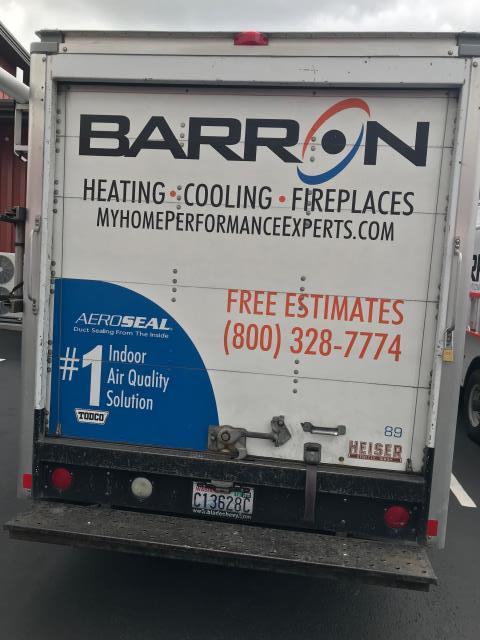 BARRON
HEATING • COOLING • FIREPLACES
MYHOMEPERFORMANCEEXPERTS.COM
FREE ESTIMATES
(800) 328-7774
AEROSEAL
Duct Sealing From The Inside
#1 Indoor
Air Quality
Solution
TODCO
89
HEISER
C13628C